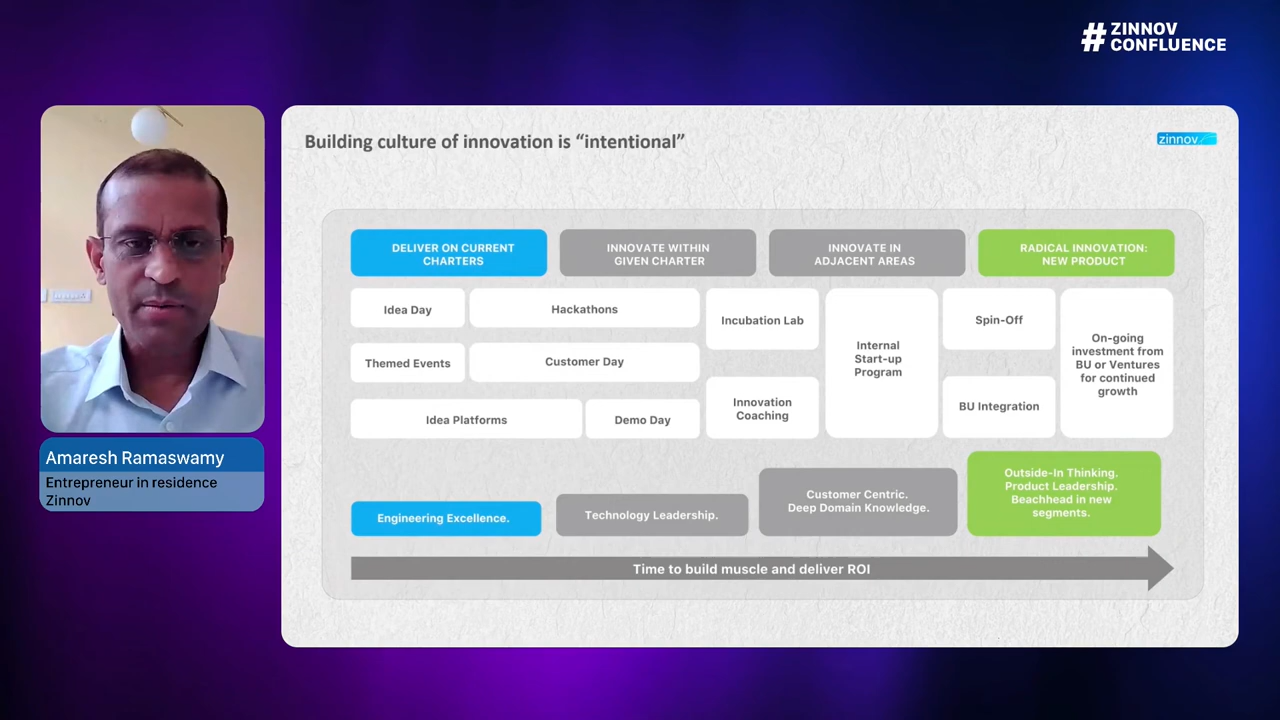 # ZINNOV
CONFLUENCE
Building culture of innovation is “intentional”
zinnov
DELIVER ON CURRENT
CHARTERS
INNOVATE WITHIN
GIVEN CHARTER
INNOVATE IN
ADJACENT AREAS
RADICAL INNOVATION:
NEW PRODUCT
Idea Day
Hackathons
Themed Events
Customer Day
Idea Platforms
Demo Day
Incubation Lab
Innovation
Coaching
Internal
Start-up
Program
Spin-Off
BU Integration
On-going
investment from
BU or Ventures
for continued
growth
Engineering Excellence.
Technology Leadership.
Customer Centric.
Deep Domain Knowledge.
Outside-In Thinking.
Product Leadership.
Beachhead in new
segments.
Time to build muscle and deliver ROI
Amaresh Ramaswamy
Entrepreneur in residence
Zinnov